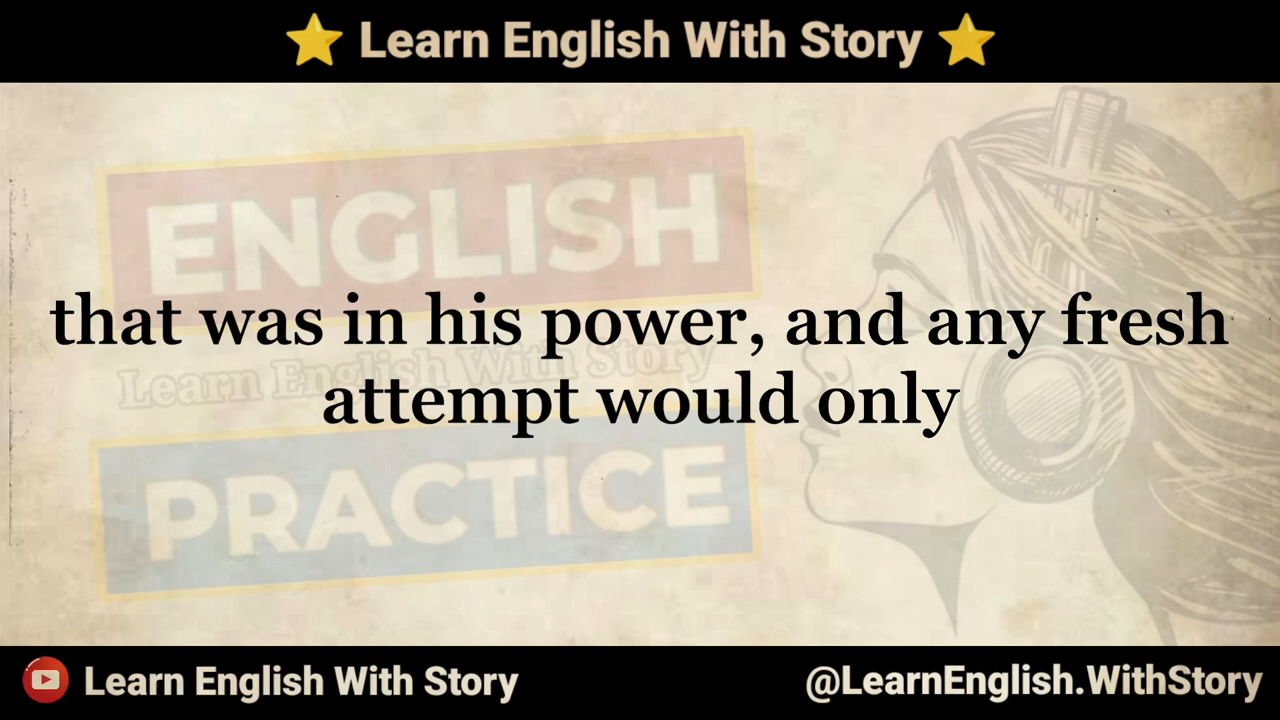 ⭐ Learn English With Story ⭐
ENGLISH
that was in his power, and any fresh
Learn English With Story
attempt would only
PRACTICE
Learn English With Story
@LearnEnglish.WithStory